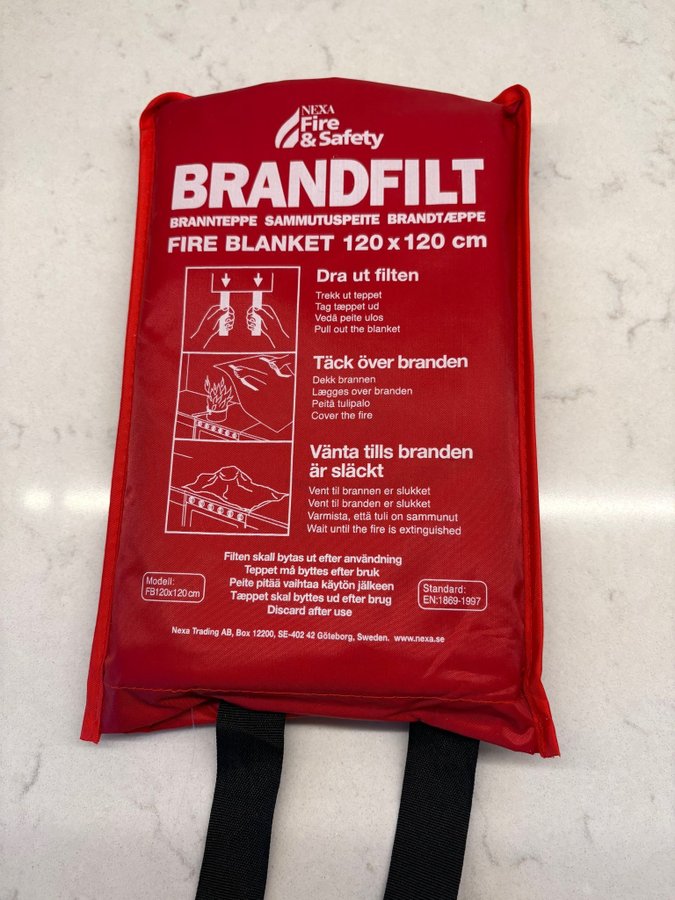 NEXA
Fire
& Safety
BRANDFILT
BRANNTEPPE SAMMUTUSPEITE BRANDTÆPPE
FIRE BLANKET 120 x 120 cm
Dra ut filten
Trekk ut teppet
Tag tæppet ud
Vedä peite ulos
Pull out the blanket
Täck över branden
Dekk brannen
Lægges over branden
Peitä tulipalo
Cover the fire
Vänta tills branden
är släckt
Vent til brannen er slukket
Vent til branden er slukket
Varmista, että tuli on sammunut
Wait until the fire is extinguished
Filten skall bytas ut efter användning
Teppet må byttes efter bruk
Peite pitää vaihtaa käytön jälkeen
Tæppet skal byttes ud efter brug
Discard after use
Modell:
FB120x120cm
Standard:
EN:1869-1997
Nexa Trading AB, Box 12200, SE-402 42 Göteborg, Sweden. www.nexa.se